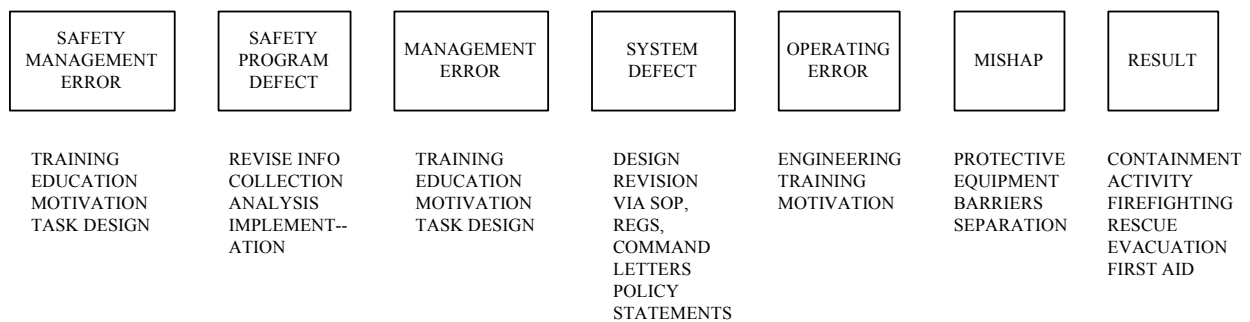 SAFETY
MANAGEMENT
ERROR
SAFETY
PROGRAM
DEFECT
MANAGEMENT
ERROR
SYSTEM
DEFECT
OPERATING
ERROR
MISHAP
RESULT
TRAINING
EDUCATION
MOTIVATION
TASK DESIGN
REVISE INFO
COLLECTION
ANALYSIS
IMPLEMENT--
ATION
TRAINING
EDUCATION
MOTIVATION
TASK DESIGN
DESIGN
REVISION
VIA SOP,
REGS,
COMMAND
LETTERS
POLICY
STATEMENTS
ENGINEERING
TRAINING
MOTIVATION
PROTECTIVE
EQUIPMENT
BARRIERS
SEPARATION
CONTAINMENT
ACTIVITY
FIREFIGHTING
RESCUE
EVACUATION
FIRST AID